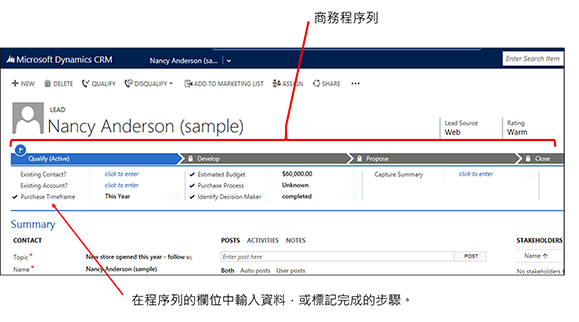 商務程序列
Microsoft Dynamics CRM Nancy Anderson (sa... Enter Search Item
NEW DELETE QUALIFY DISQUALIFY ADD TO MARKETING LIST ASSIGN SHARE •••
LEAD
Nancy Anderson (sample)
Lead Source Rating
Web Warm
Qualify (Active) Develop Propose Close
Existing Contact? click to enter Estimated Budget $60,000.00 Capture Summary click to enter
Existing Account? click to enter Purchase Process Unknown
Purchase Timeframe This Year Identify Decision Maker completed
Summary
CONTACT POSTS ACTIVITIES NOTES STAKEHOLDERS
Topic* New store opened this year - follow up Enter post here POST Name
Name* Nancy Anderson (sample) Both Auto posts User posts No stakeholders
在程序列的欄位中輸入資料，或標記完成的步驟。